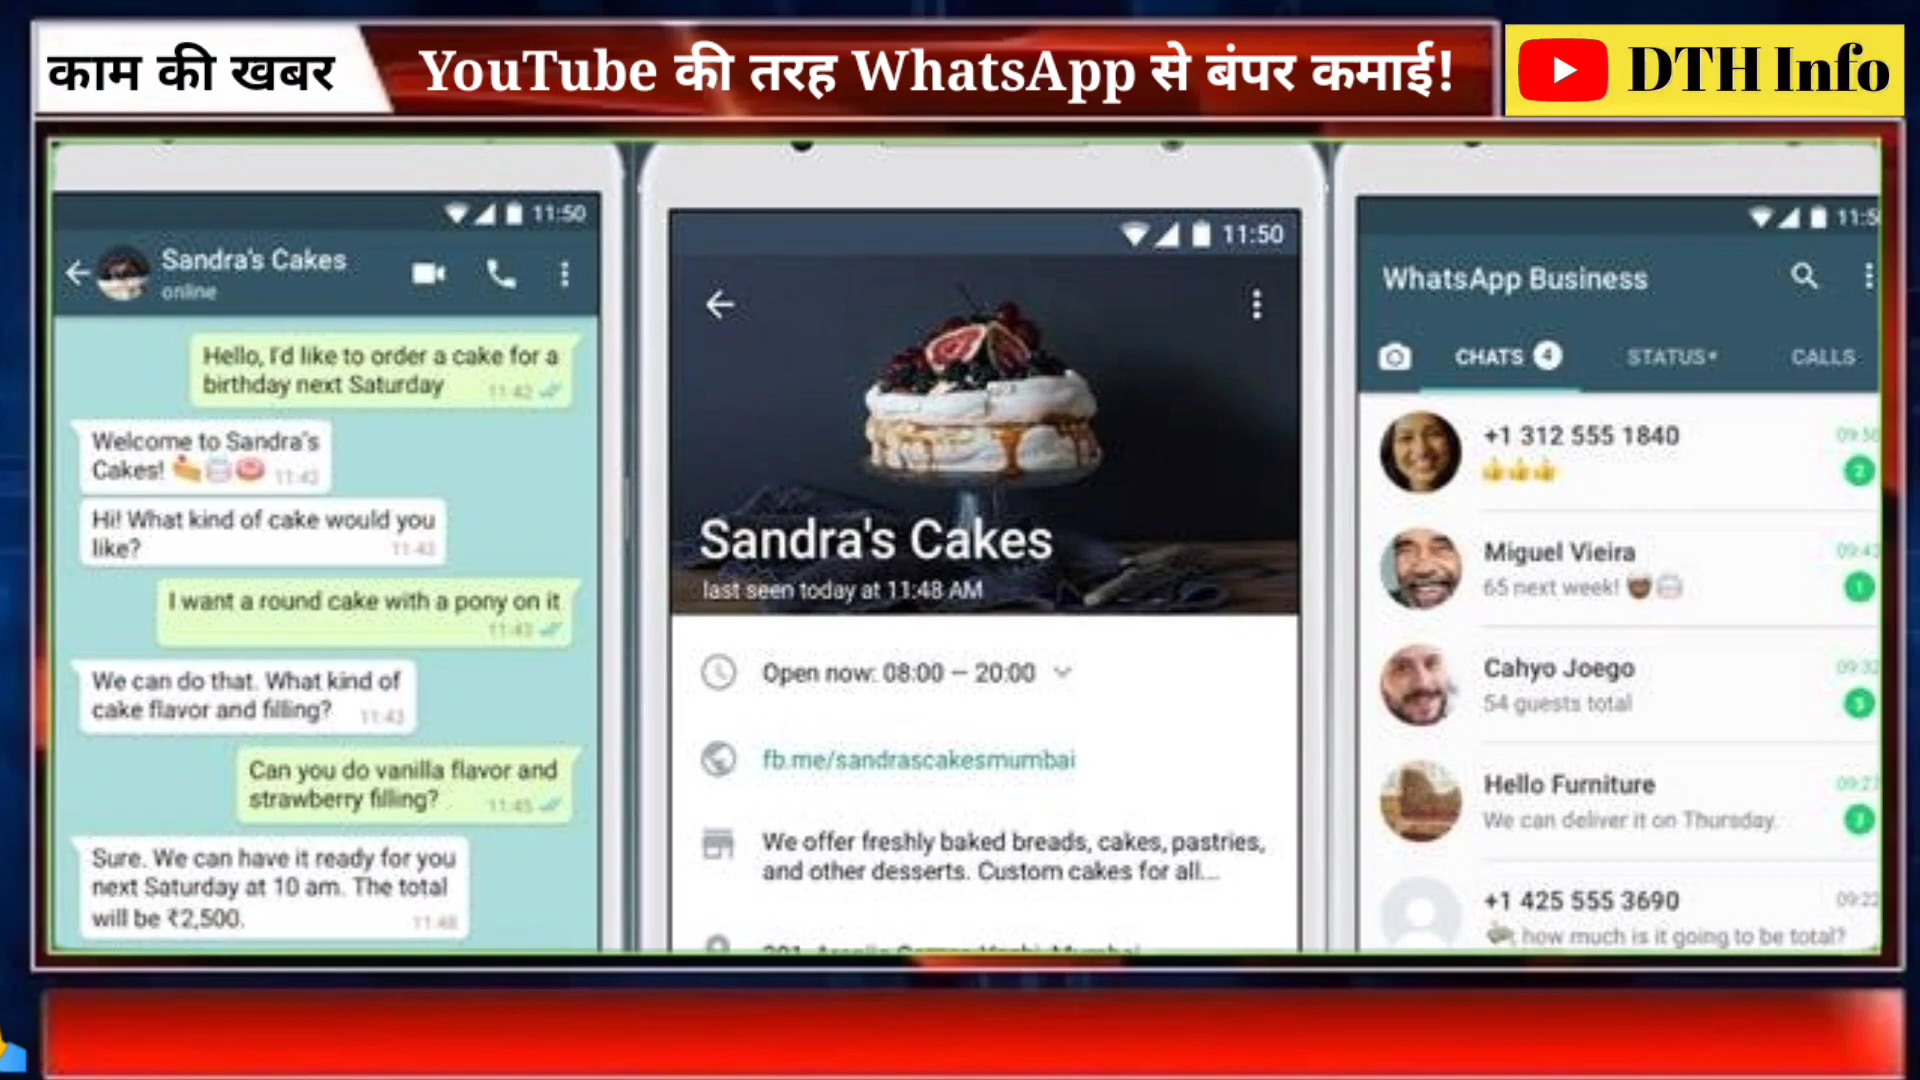 काम की खबर
YouTube की तरह WhatsApp से बंपर कमाई!
DTH Info
11:50
Sandra's Cakes
online
Hello, I'd like to order a cake for a
birthday next Saturday
11:42
Welcome to Sandra's
Cakes!
11:43
Hi! What kind of cake would you
like?
11:43
I want a round cake with a pony on it
11:43
We can do that. What kind of
cake flavor and filling?
11:43
Can you do vanilla flavor and
strawberry filling?
11:45
Sure. We can have it ready for you
next Saturday at 10 am. The total
will be ₹2,500.
11:48
11:50
Sandra's Cakes
last seen today at 11:48 AM
Open now: 08:00 – 20:00
fb.me/sandrascakesmumbai
We offer freshly baked breads, cakes, pastries,
and other desserts. Custom cakes for all...
WhatsApp Business
CHATS 4
STATUS
CALLS
+1 312 555 1840
2
Miguel Vieira
65 next week!
1
Cahyo Joego
54 guests total
3
Hello Furniture
We can deliver it on Thursday.
+1 425 555 3690
09:22
how much is it going to be total?